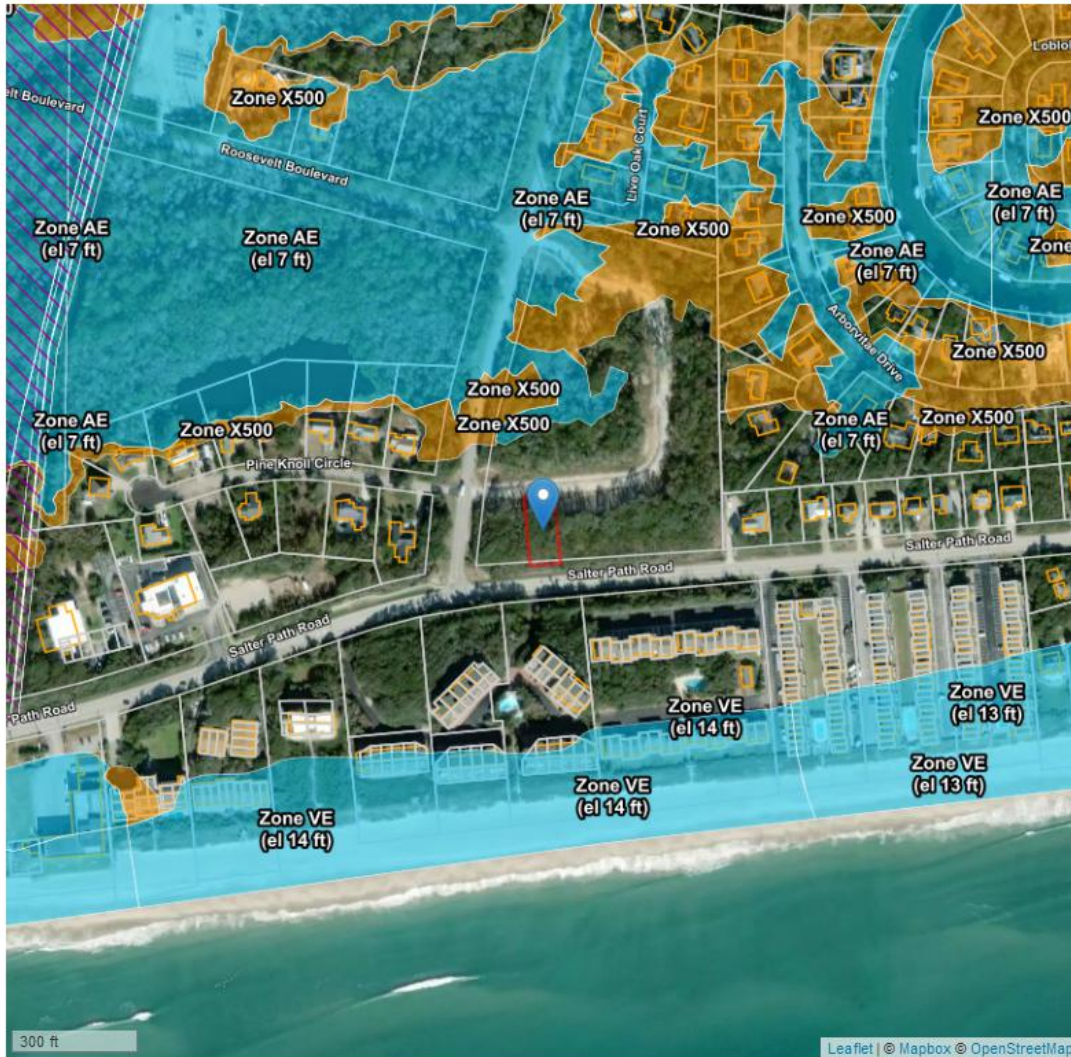 elt Boulevard
Zone X500
Loblol
Zone X500
Roosevelt Boulevard
Live Oak Court
Zone AE
(el 7 ft)
Zone AE
(el 7 ft)
Zone AE
(el 7 ft)
Zone AE
(el 7 ft)
Zone X500
Zone X500
Zone
Zone AE
(el 7 ft)
Arborvitae Drive
Zone X500
Zone X500
Zone X500
Zone AE
(el 7 ft)
Zone X500
Zone AE
(el 7 ft)
Zone X500
Pine Knoll Circle
Salter Path Road
Salter Path Road
Salter Path Road
Path Road
Zone VE
(el 14 ft)
Zone VE
(el 13 ft)
Zone VE
(el 14 ft)
Zone VE
(el 13 ft)
Zone VE
(el 14 ft)
300 ft
Leaflet | © Mapbox © OpenStreetMap